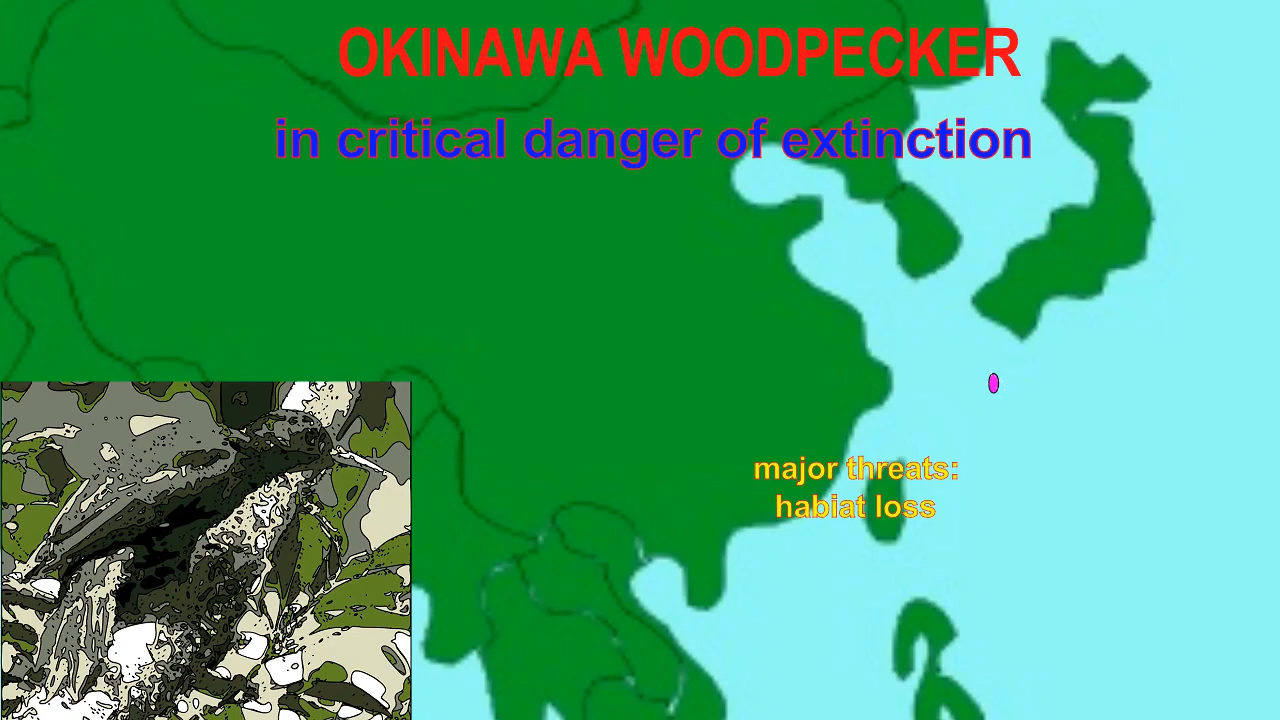 OKINAWA WOODPECKER
in critical danger of extinction
major threats:
habiat loss